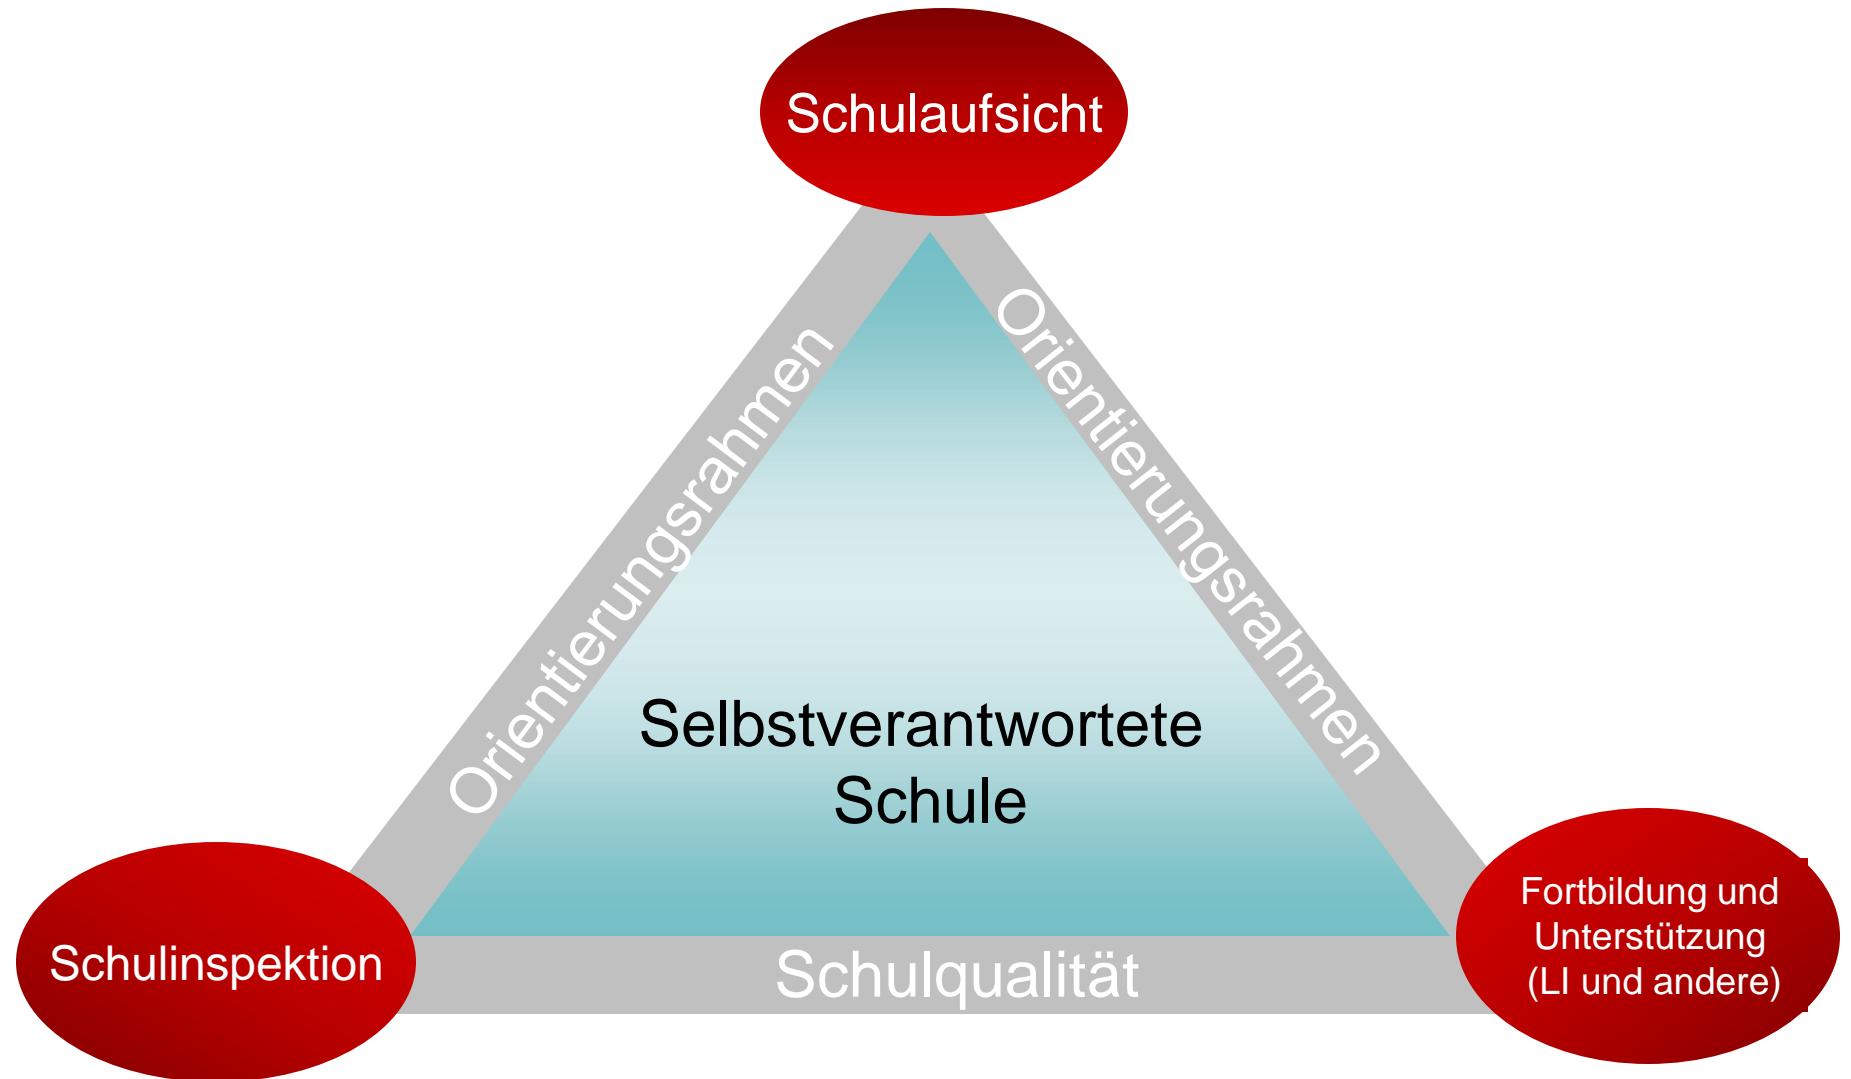 Schulaufsicht
Orientierungsrahmen
Orientierungsrahmen
Selbstverantwortete
Schule
Schulinspektion
Schulqualität
Fortbildung und
Unterstützung
(LI und andere)